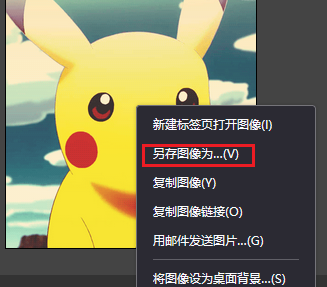 新建标签页打开图像(I)
另存图像为...(V)
复制图像(Y)
复制图像链接(O)
用邮件发送图片...(G)
将图像设为桌面背景...(S)